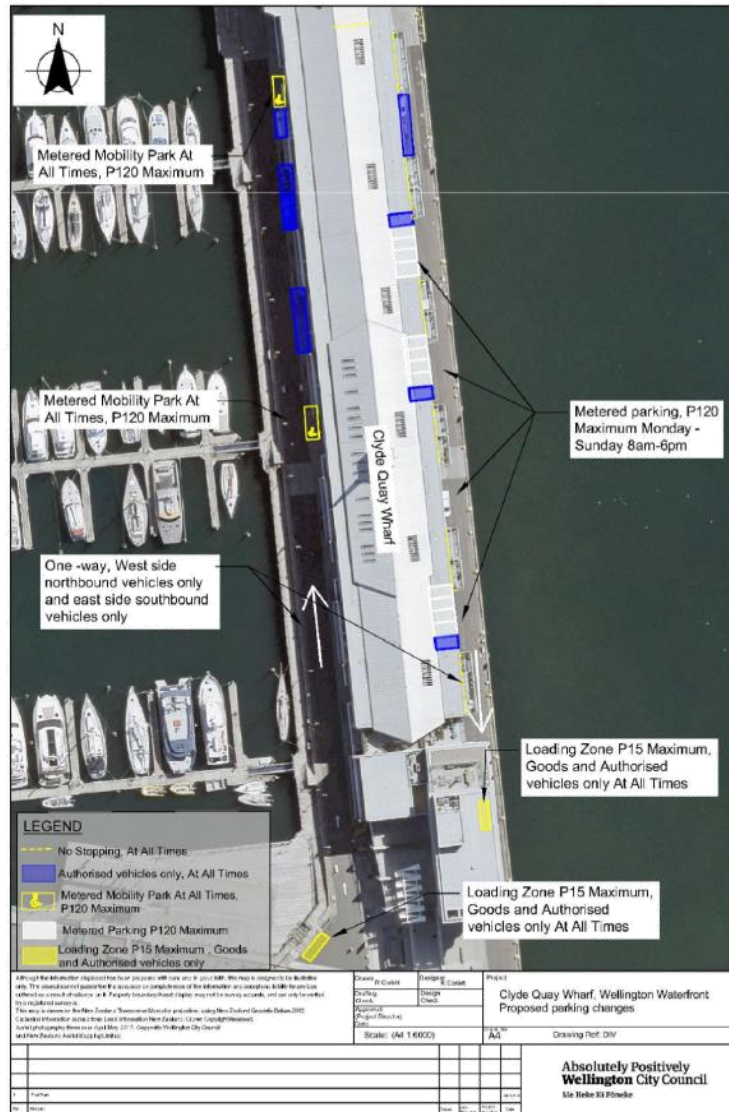 N
Metered Mobility Park At
All Times, P120 Maximum
Metered Mobility Park At
All Times, P120 Maximum
Clyde Quay Wharf
Metered parking, P120
Maximum Monday -
Sunday 8am-6pm
One -way, West side
northbound vehicles only
and east side southbound
vehicles only
Loading Zone P15 Maximum,
Goods and Authorised
vehicles only At All Times
Loading Zone P15 Maximum,
Goods and Authorised
vehicles only At All Times
LEGEND
No Stopping, At All Times
Authorised vehicles only, At All Times
Metered Mobility Park At All Times,
P120 Maximum
Metered Parking P120 Maximum
Loading Zone P15 Maximum , Goods
and Authorised vehicles only
Project
Clyde Quay Wharf, Wellington Waterfront
Proposed parking changes
Scale: (A4 1:6000)
A4
Drawing Ref: DIV
Absolutely Positively
Wellington City Council
Me Heke Ki Pōneke